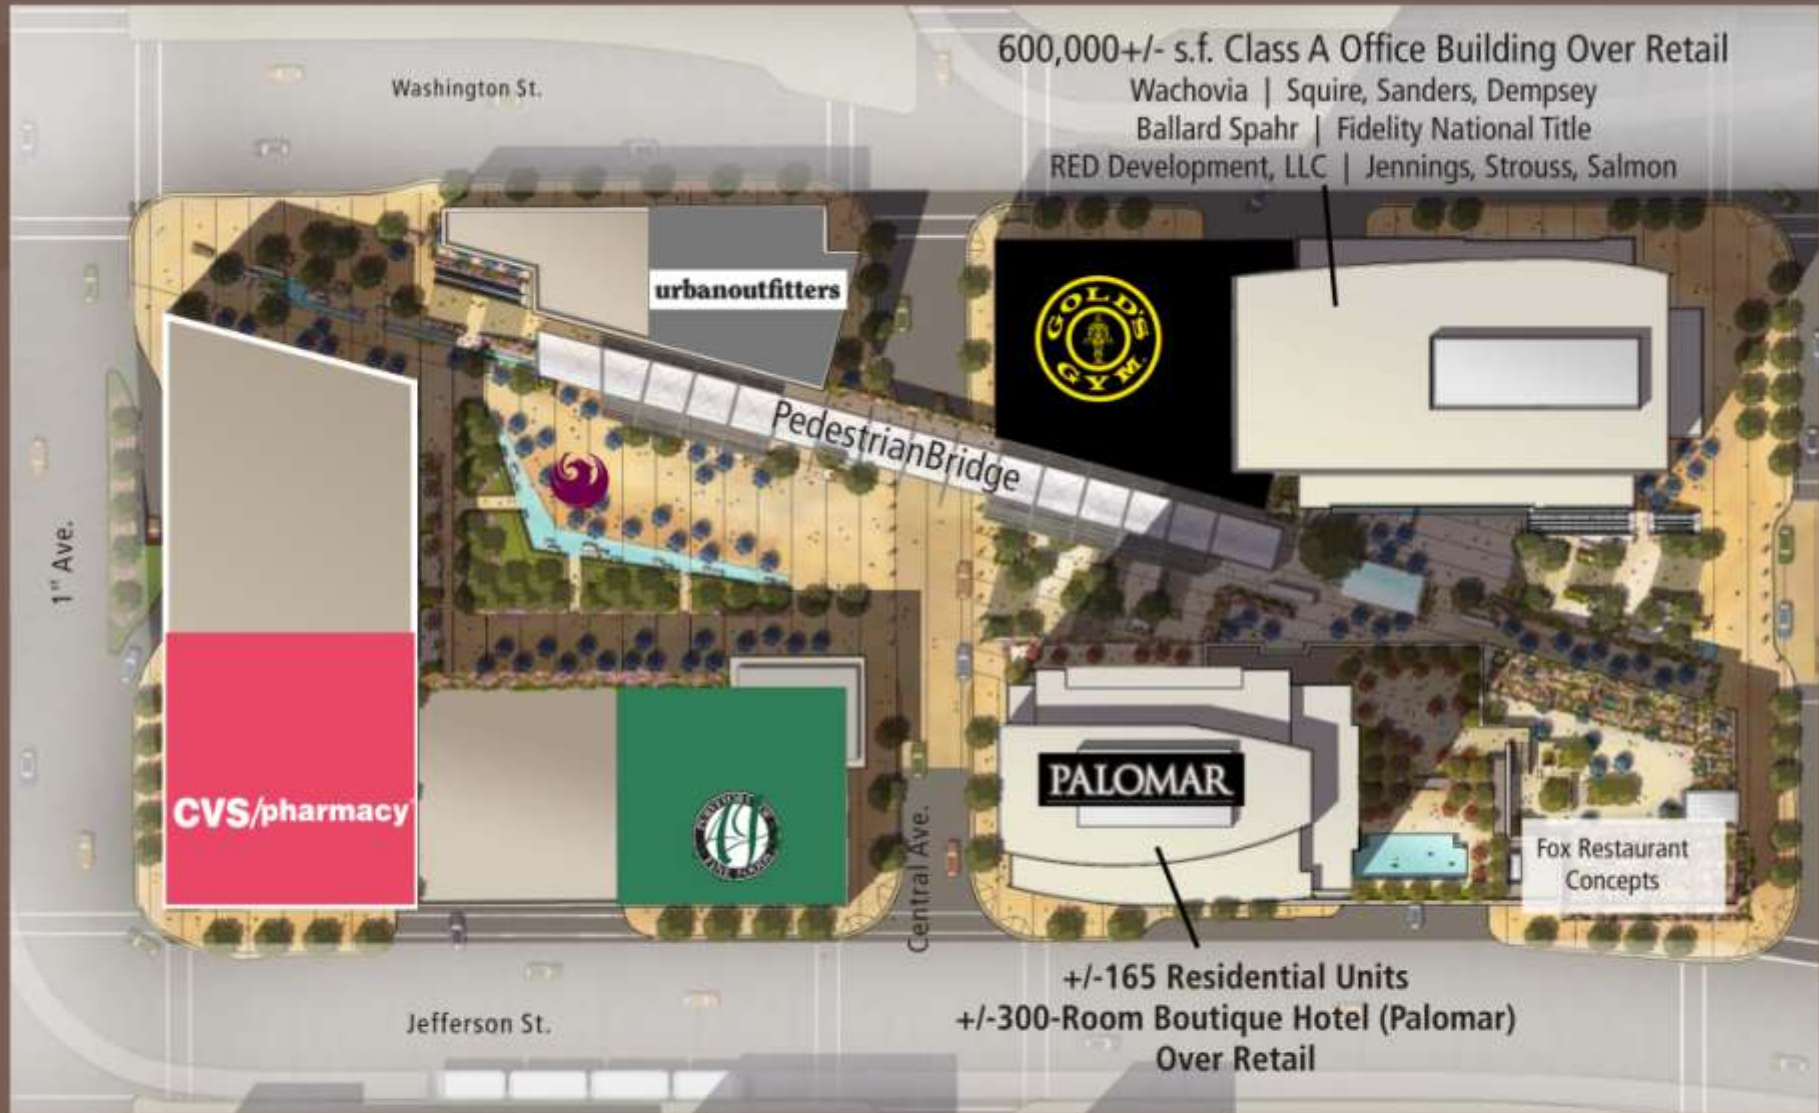 600,000+/- s.f. Class A Office Building Over Retail
Wachovia | Squire, Sanders, Dempsey
Ballard Spahr | Fidelity National Title
RED Development, LLC | Jennings, Strouss, Salmon
Washington St.
urbanoutfitters
GOLD'S GYM
PedestrianBridge
1st Ave.
CVS/pharmacy
PALOMAR
Fox Restaurant
Concepts
Central Ave.
+/-165 Residential Units
+/-300-Room Boutique Hotel (Palomar)
Over Retail
Jefferson St.